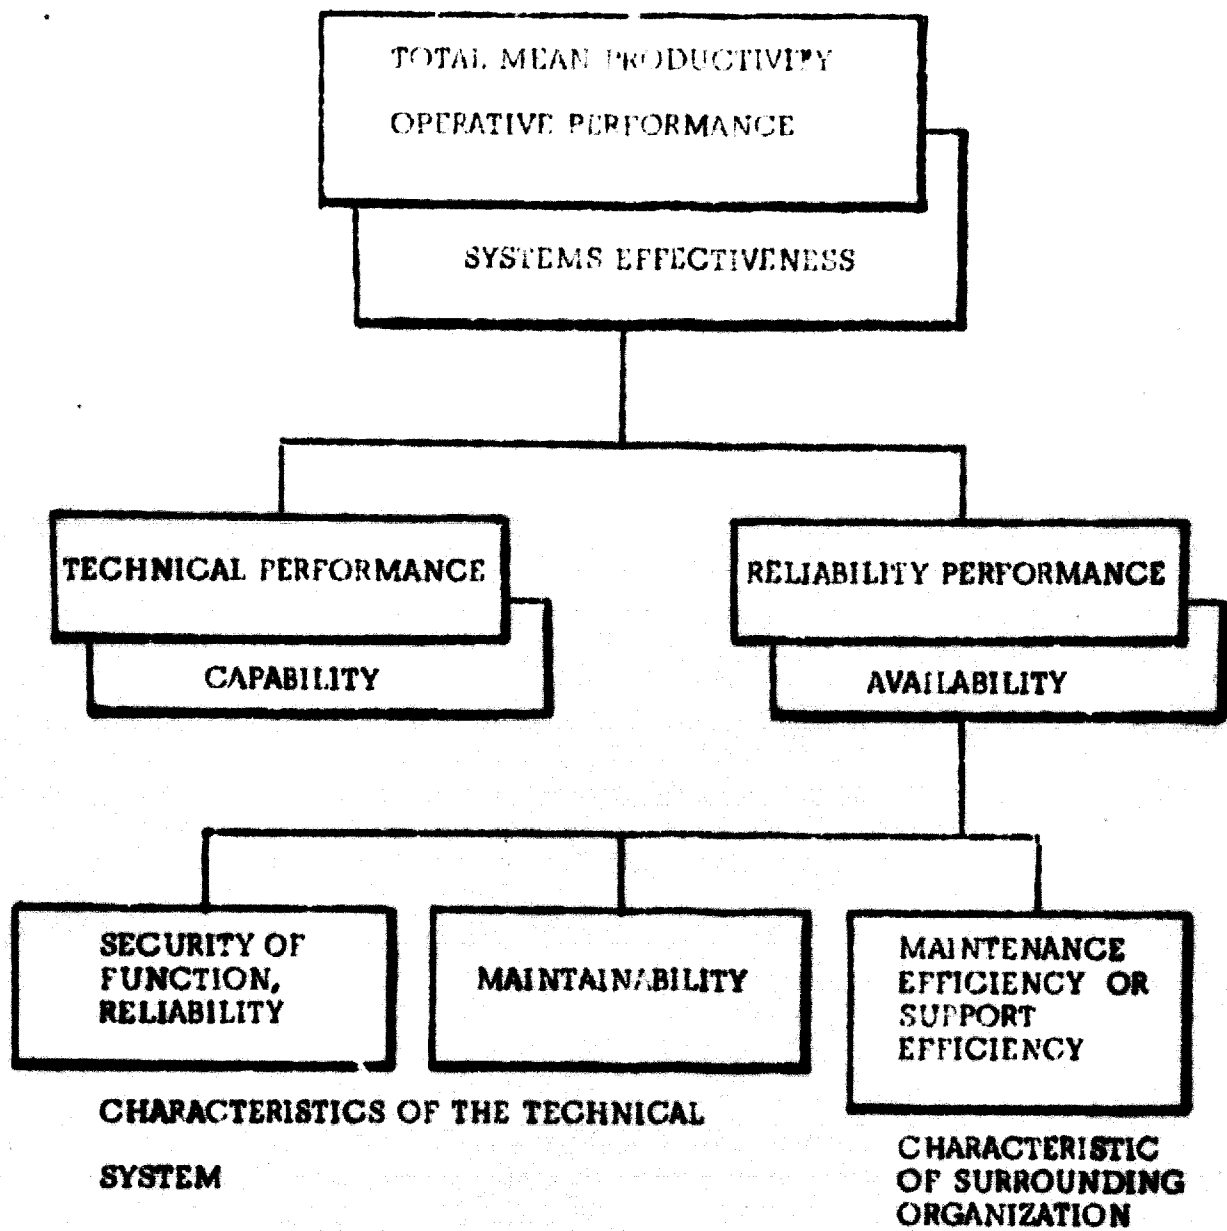 TOTAL MEAN PRODUCTIVITY
OPERATIVE PERFORMANCE
SYSTEMS EFFECTIVENESS
TECHNICAL PERFORMANCE
CAPABILITY
RELIABILITY PERFORMANCE
AVAILABILITY
SECURITY OF
FUNCTION,
RELIABILITY
MAINTAINABILITY
MAINTENANCE
EFFICIENCY OR
SUPPORT
EFFICIENCY
CHARACTERISTICS OF THE TECHNICAL
SYSTEM
CHARACTERISTIC
OF SURROUNDING
ORGANIZATION